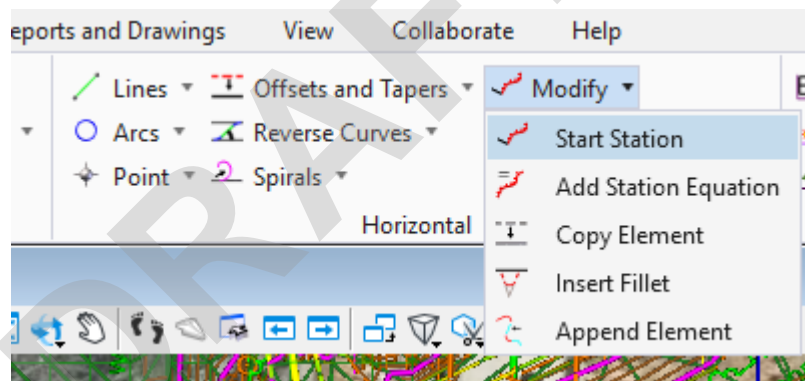 eports and Drawings View Collaborate Help
Lines Offsets and Tapers Modify
Arcs Reverse Curves Start Station
Point Spirals Add Station Equation
Horizontal Copy Element
Insert Fillet
Append Element
DRAFT